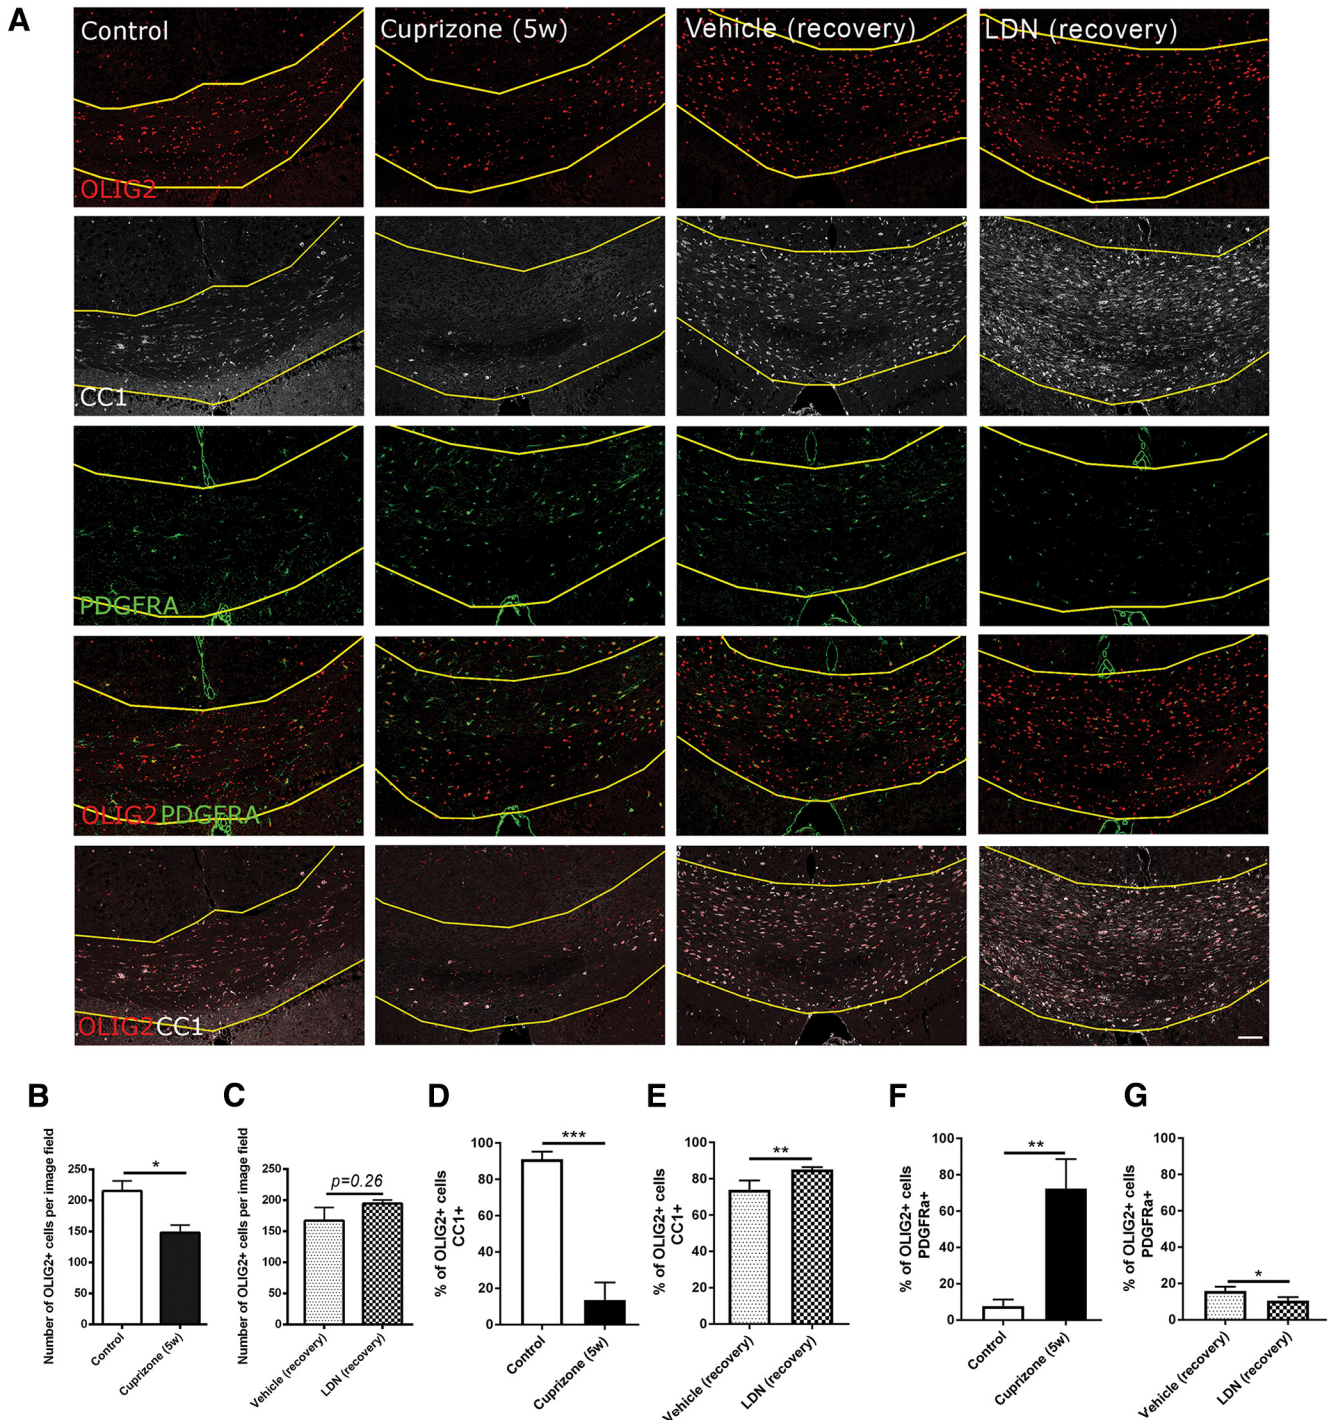 A
Control
Cuprizone (5w)
Vehicle (recovery)
LDN (recovery)
OLIG2
CC1
PDGFRA
OLIG2PDGFRA
OLIG2CC1
B
Number of OLIG2+ cells per image field
250
200
150
100
50
0
*
Control
Cuprizone (5w)
C
Number of OLIG2+ cells per image field
250
200
150
100
50
0
p=0.26
Vehicle (recovery)
LDN (recovery)
D
% of OLIG2+ cells
CC1+
100
80
60
40
20
0
***
Control
Cuprizone (5w)
E
% of OLIG2+ cells
CC1+
100
80
60
40
20
0
**
Vehicle (recovery)
LDN (recovery)
F
% of OLIG2+ cells
PDGFRa+
100
80
60
40
20
0
**
Control
Cuprizone (5w)
G
% of OLIG2+ cells
PDGFRa+
100
80
60
40
20
0
*
Vehicle (recovery)
LDN (recovery)